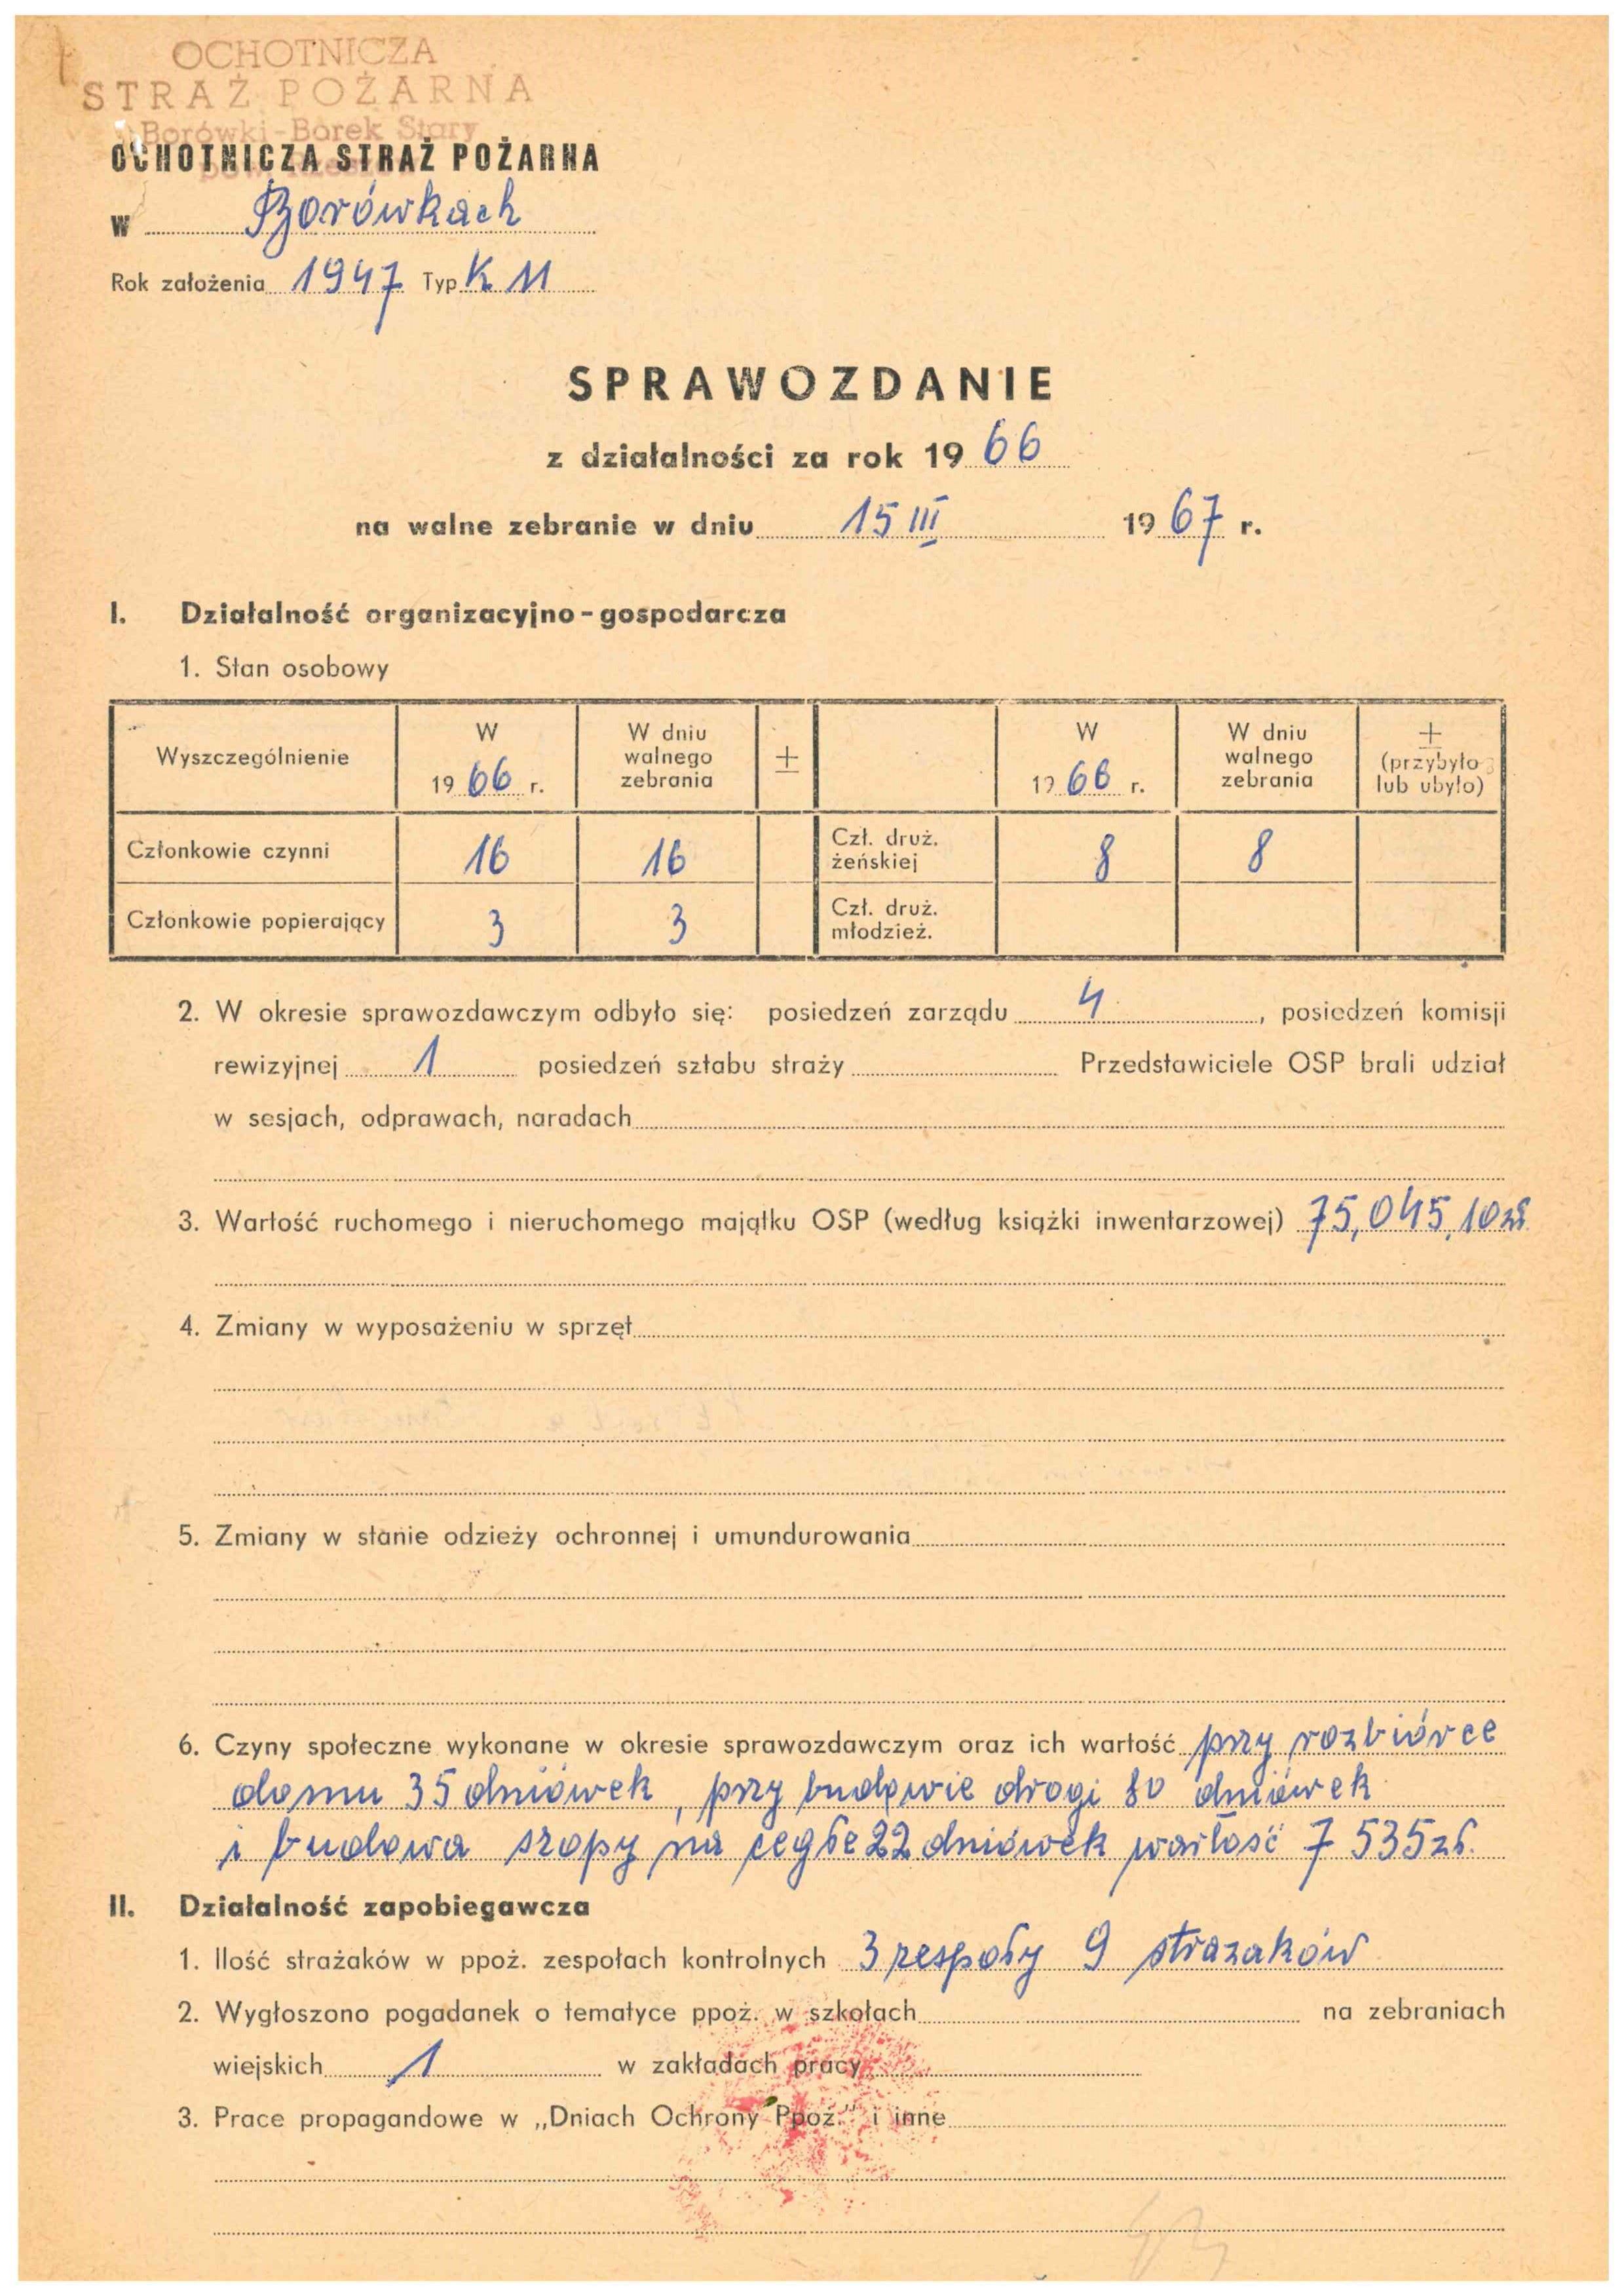 OCHOTNICZA
STRAŻ POŻARNA
Borówki-Borek Stary
OCHOTNICZA STRAŻ POŻARNA
w Borówkach
Rok założenia 1947 Typ K M
SPRAWOZDANIE
z działalności za rok 1966
na walne zebranie w dniu 15 III 1967 r.
I. Działalność organizacyjno-gospodarcza
1. Stan osobowy
Wyszczególnienie W 1966 r. W dniu walnego zebrania ± W 1966 r. W dniu walnego zebrania ± (przybyło lub ubyło)
Członkowie czynni 16 16 Czł. druż. żeńskiej 8 8
Członkowie popierający 3 3 Czł. druż. młodzież.
2. W okresie sprawozdawczym odbyło się: posiedzeń zarządu 4, posiedzeń komisji
rewizyjnej 1 posiedzeń sztabu straży Przedstawiciele OSP brali udział
w sesjach, odprawach, naradach
3. Wartość ruchomego i nieruchomego majątku OSP (według książki inwentarzowej) 75,045,10 zł
4. Zmiany w wyposażeniu w sprzęt
5. Zmiany w stanie odzieży ochronnej i umundurowania
6. Czyny społeczne wykonane w okresie sprawozdawczym oraz ich wartość przy rozbiórce
domu 35 dniówek, przy budowie drogi 80 dniówek
i budowa szopy na cegłe 22 dniówek wartość 7 535 zł.
II. Działalność zapobiegawcza
1. Ilość strażaków w ppoż. zespołach kontrolnych 3 zespoły 9 strazaków
2. Wygłoszono pogadanek o tematyce ppoż. w szkołach na zebraniach
wiejskich 1 w zakładach pracy
3. Prace propagandowe w „Dniach Ochrony Ppoż." i inne